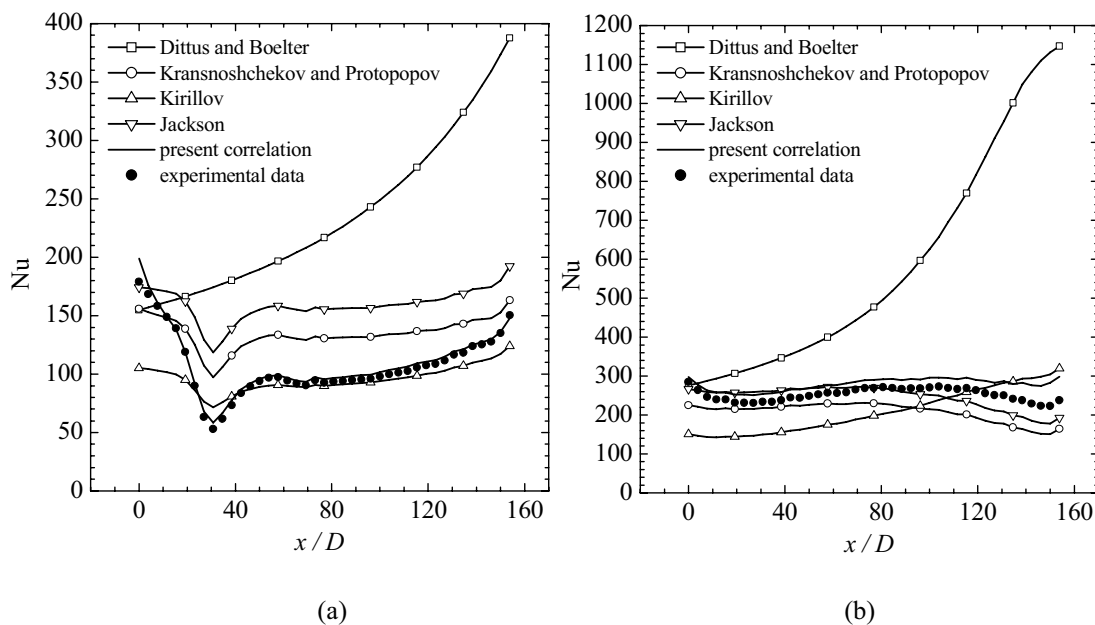 400
350
300
250
200
150
100
50
0
Nu
Dittus and Boelter
Kransnoshchekov and Protopopov
Kirillov
Jackson
present correlation
experimental data
0 40 80 120 160
x / D
(a)
1200
1100
1000
900
800
700
600
500
400
300
200
100
0
Nu
Dittus and Boelter
Kransnoshchekov and Protopopov
Kirillov
Jackson
present correlation
experimental data
0 40 80 120 160
x / D
(b)